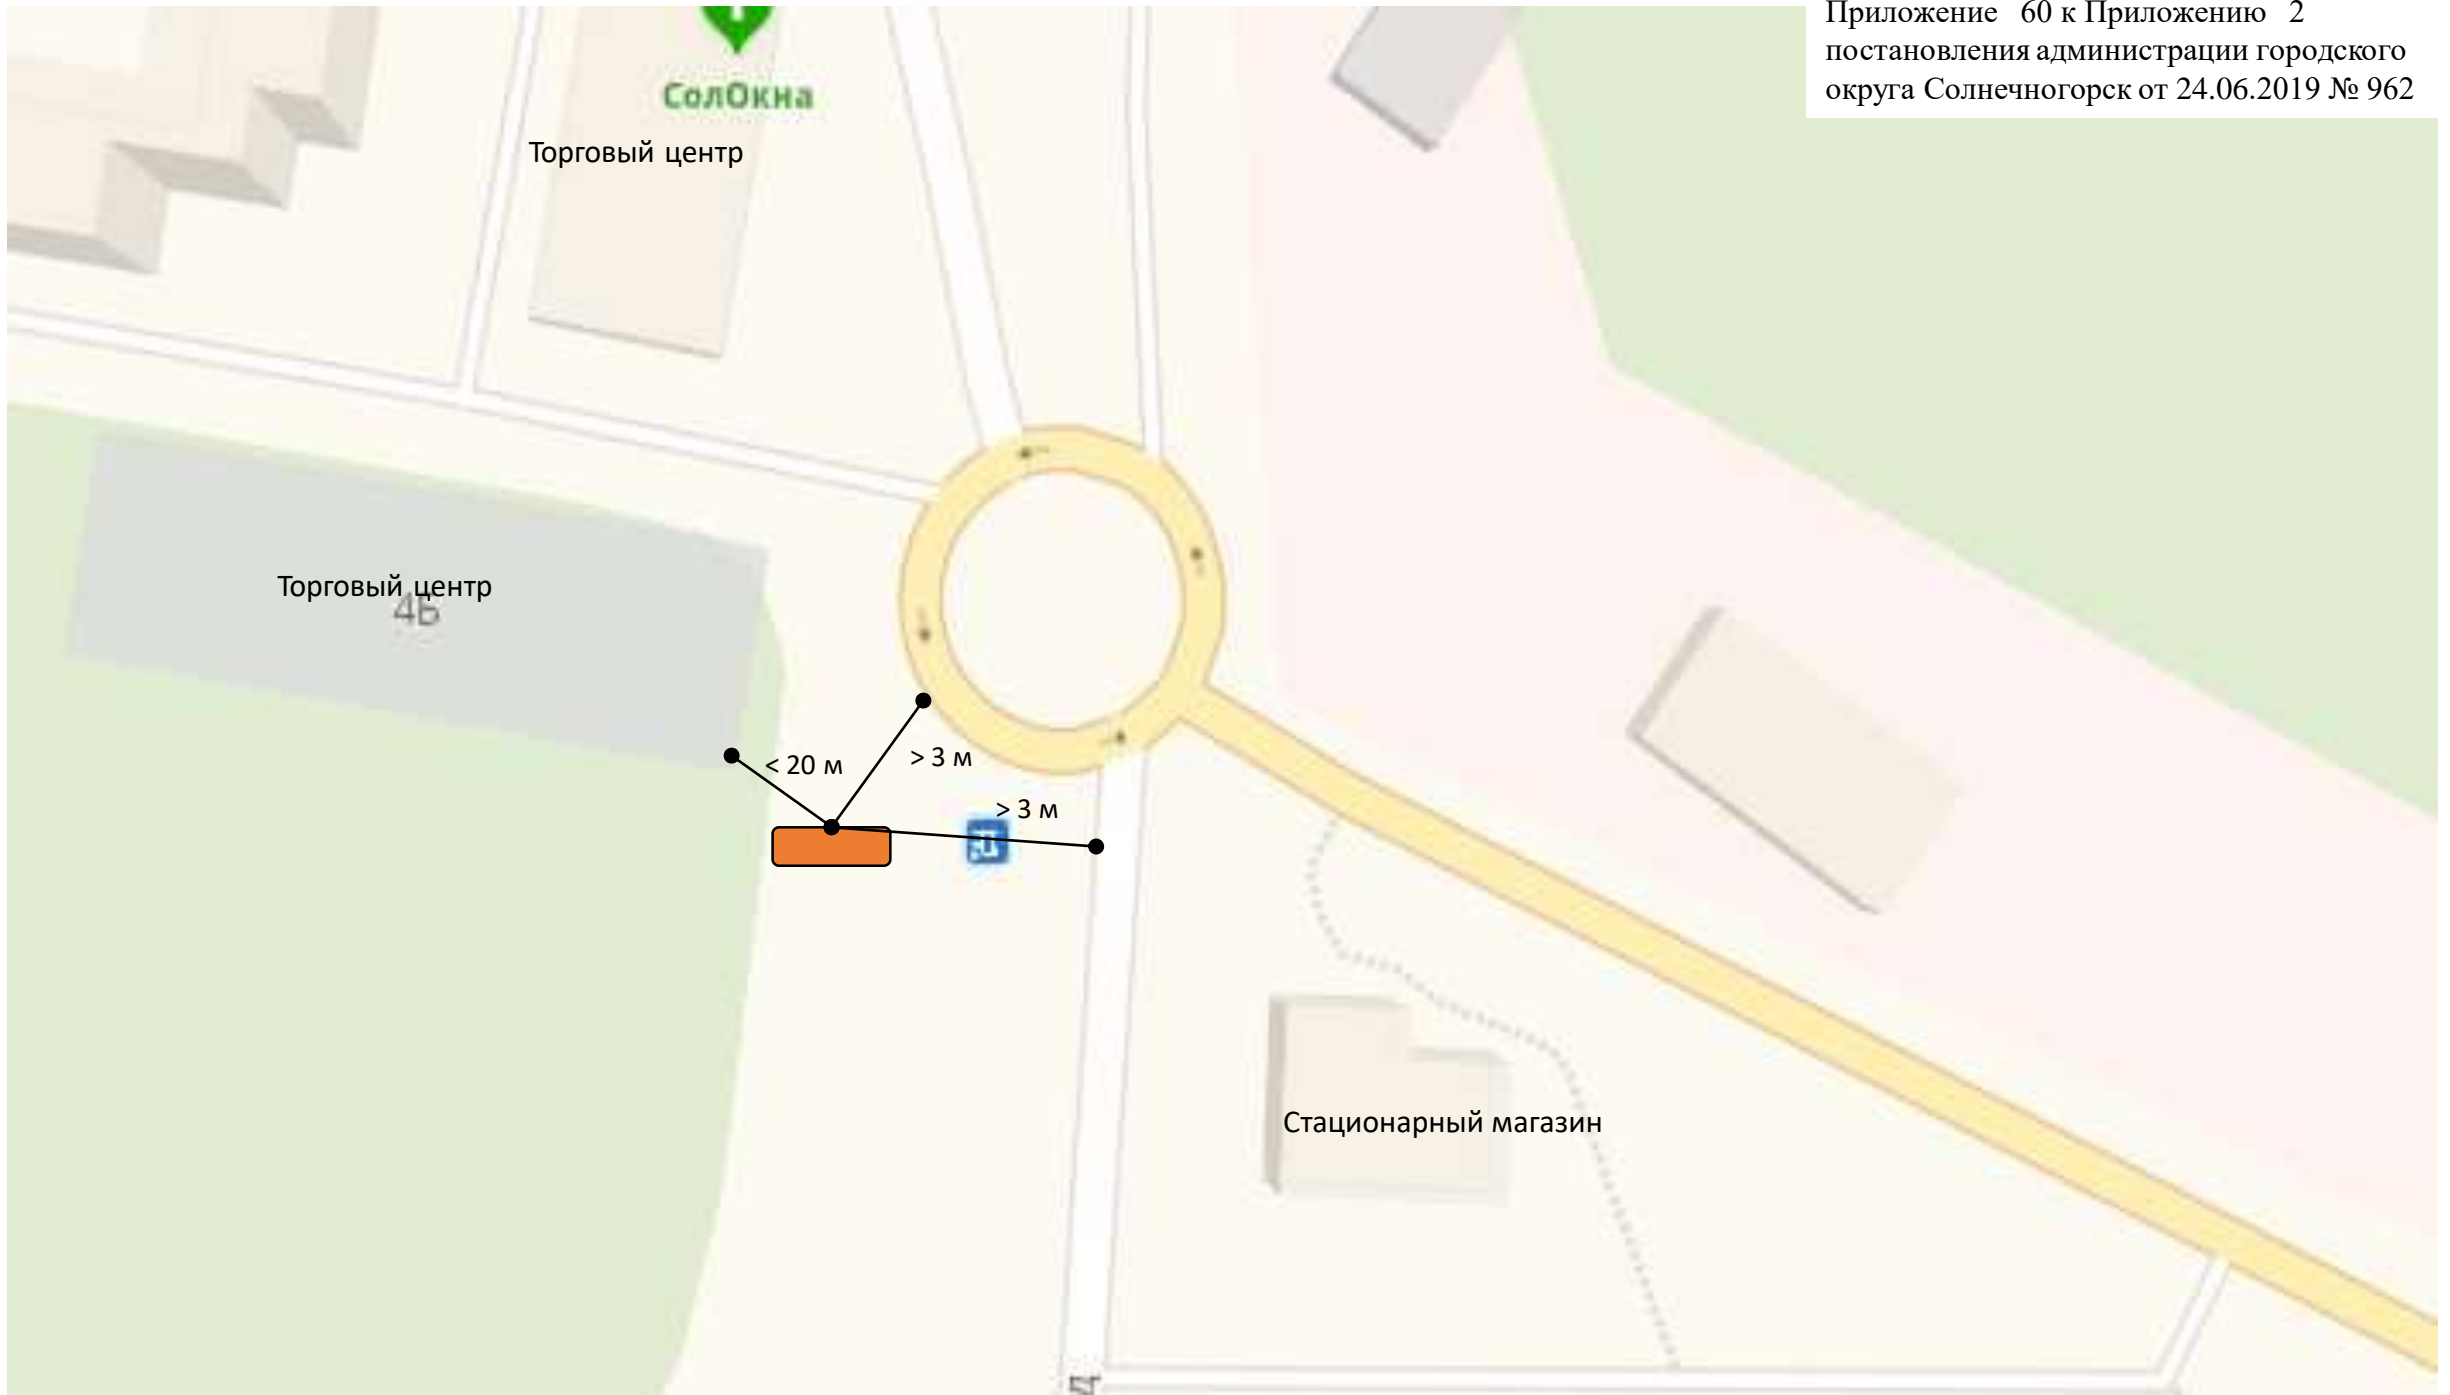 Приложение 60 к Приложению 2
постановления администрации городского
округа Солнечногорск от 24.06.2019 № 962
СолОкна
Торговый центр
Торговый центр
4Б
< 20 м
> 3 м
> 3 м
Стационарный магазин